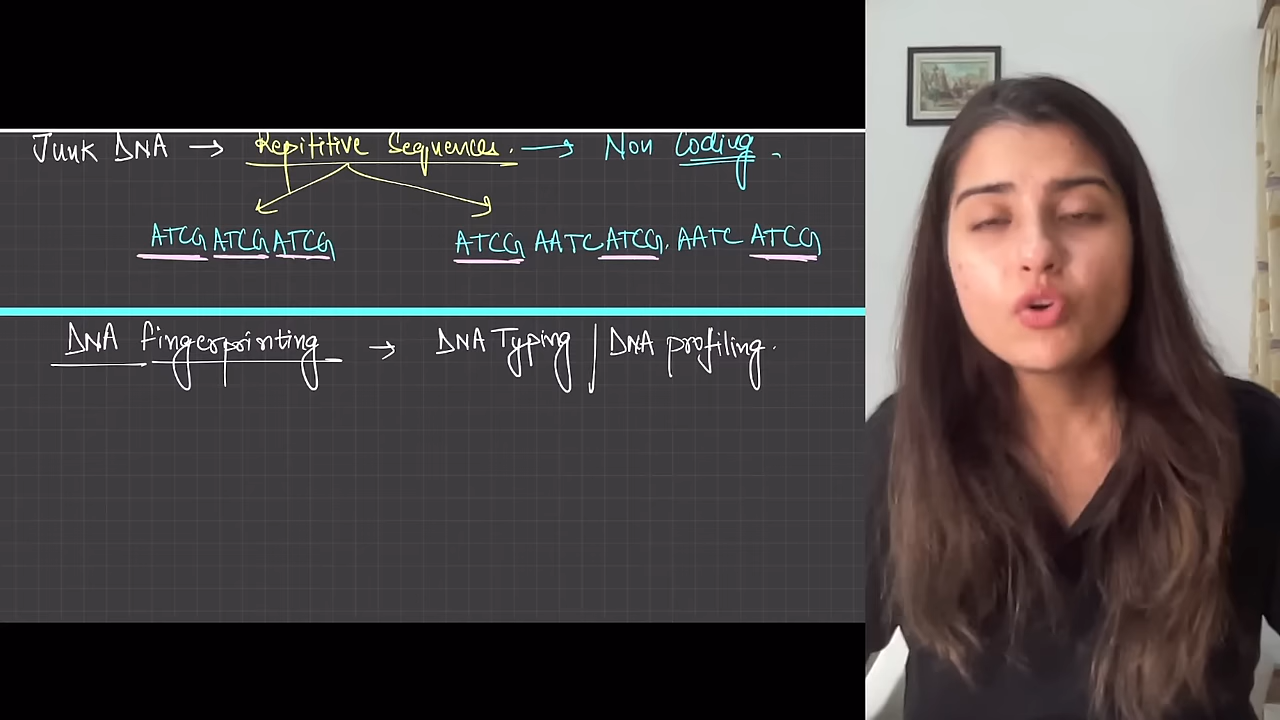 Junk DNA → Repititive Sequences. → Non Coding.
ATCG ATCG ATCG ATCG AATC ATCG. AATC ATCG
DNA fingerprinting → DNA Typing / DNA profiling.